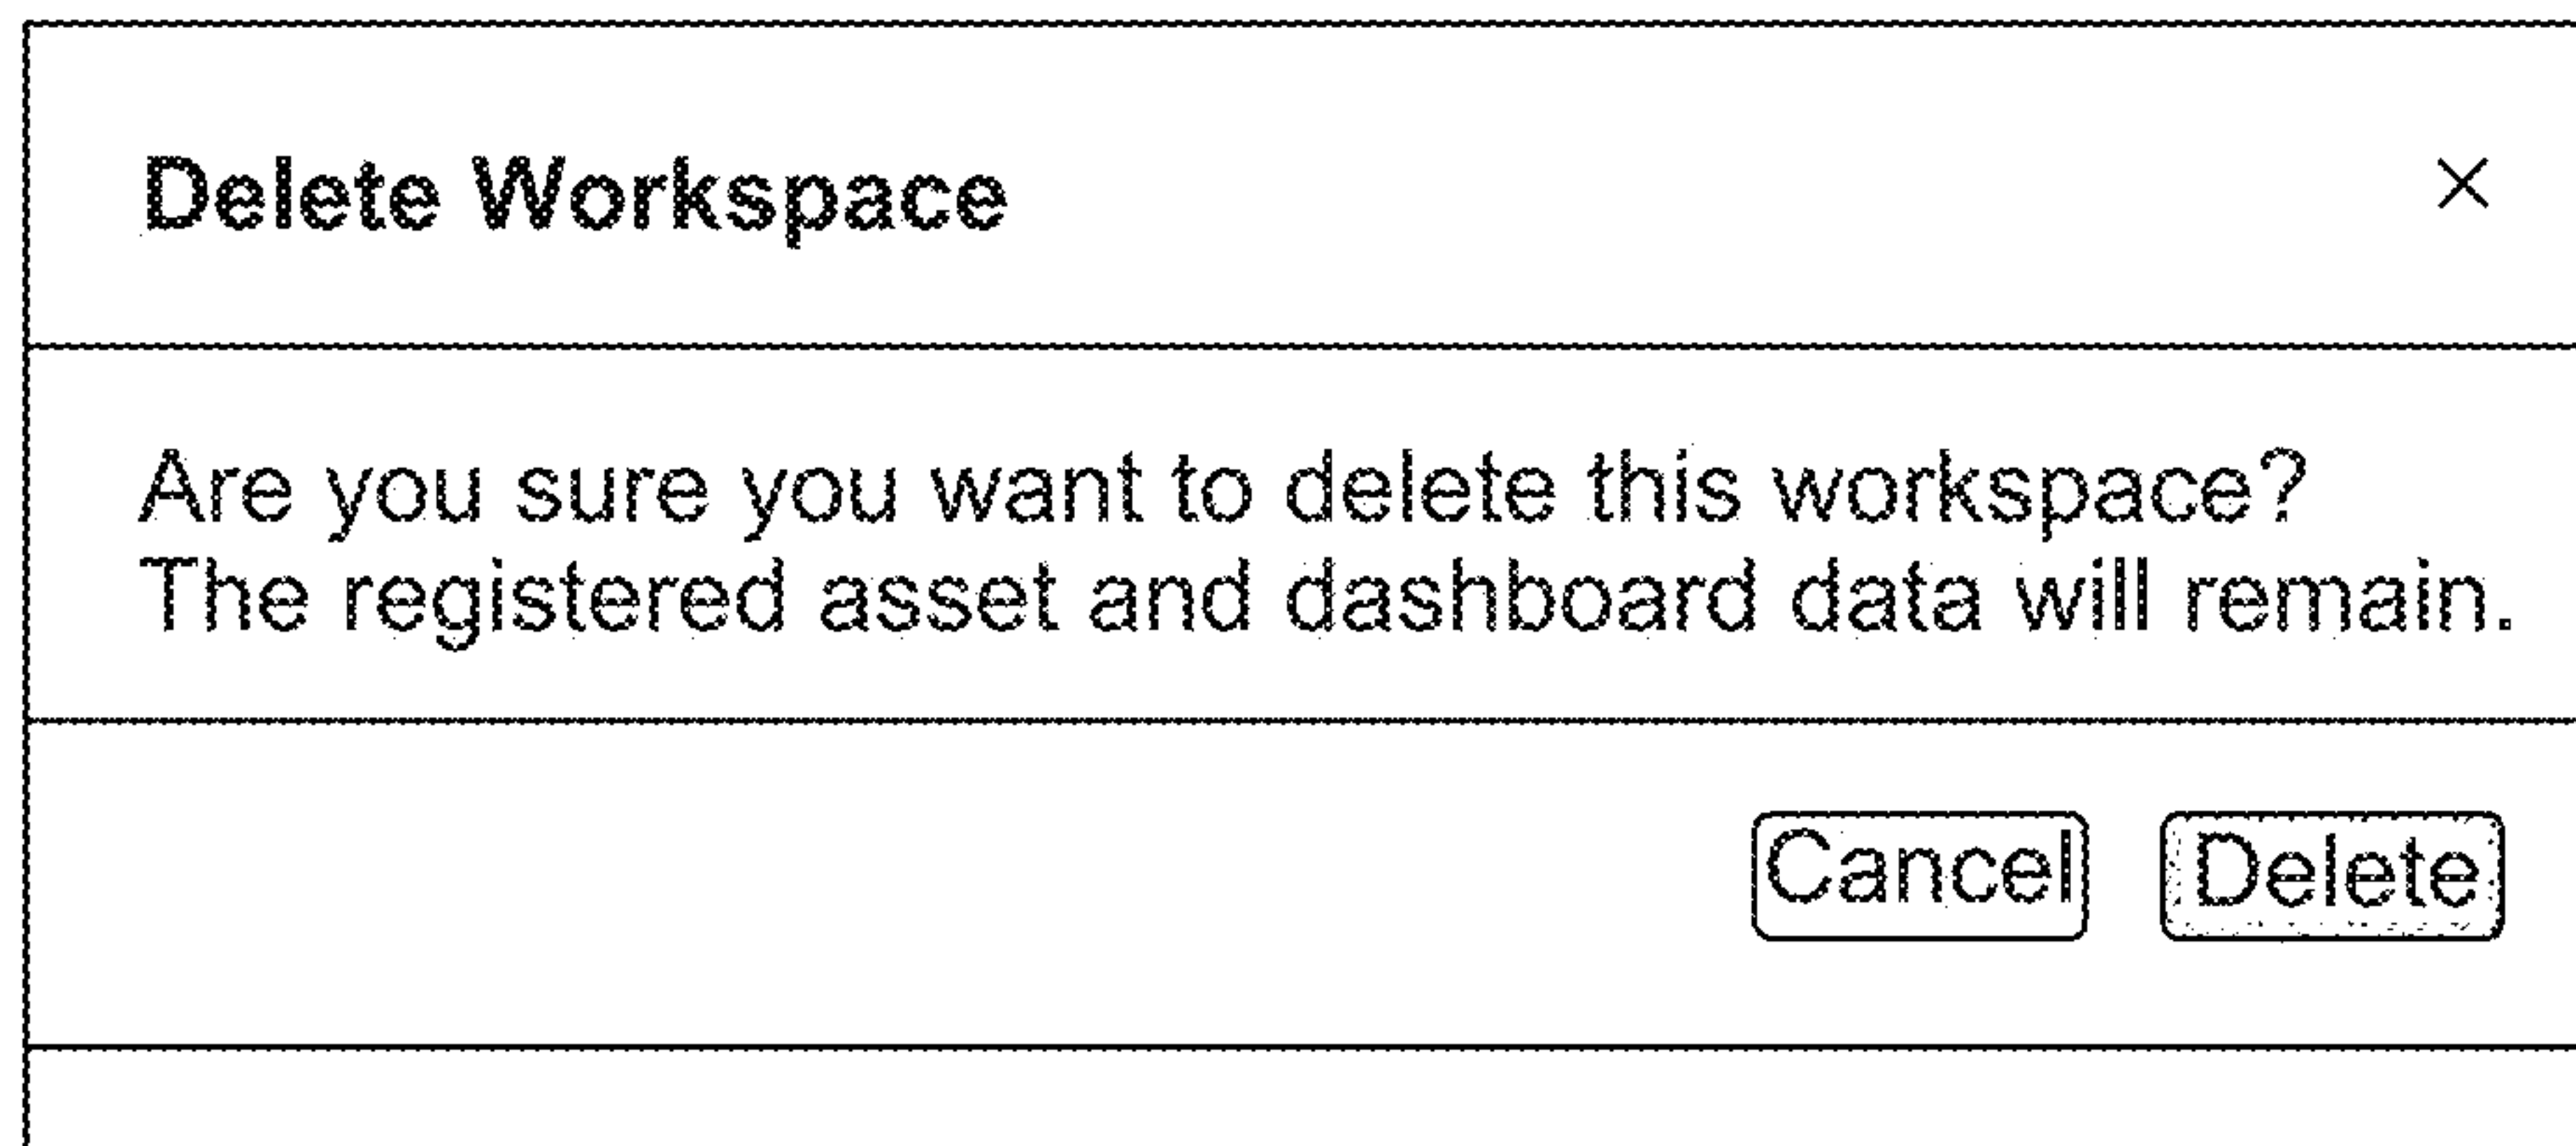 Delete Workspace ×
Are you sure you want to delete this workspace?
The registered asset and dashboard data will remain.
Cancel Delete